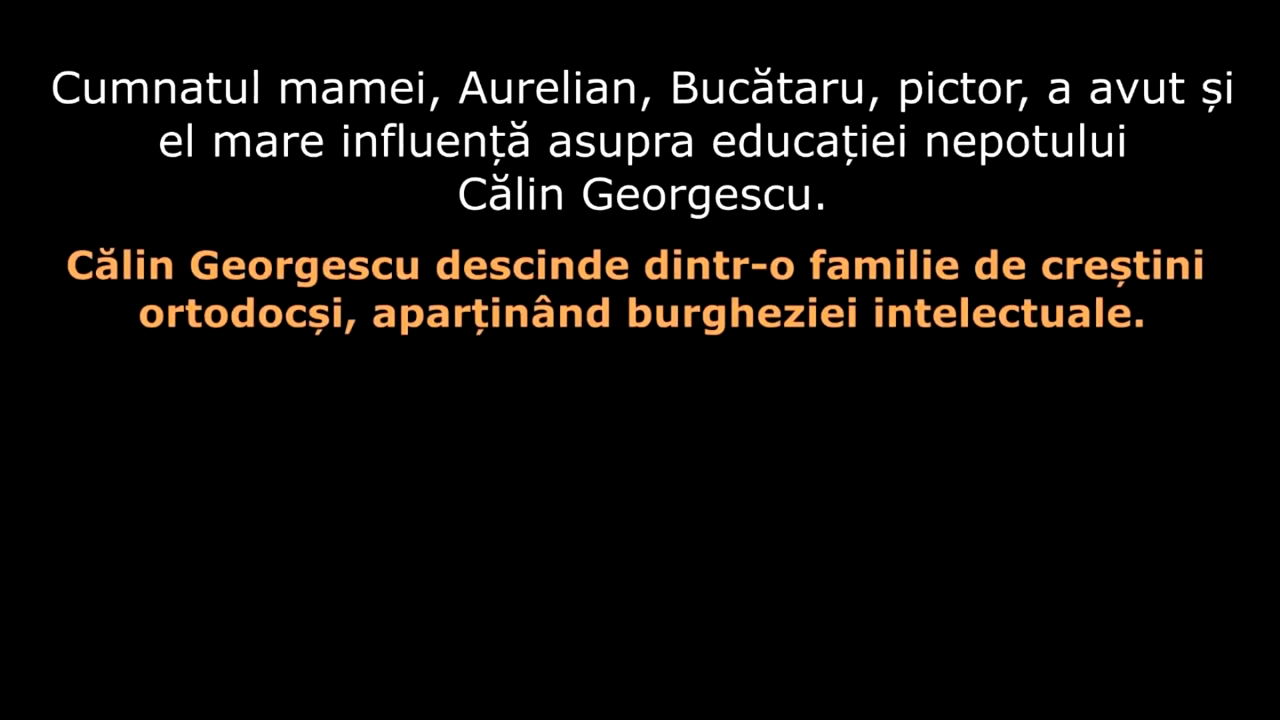 Cumnatul mamei, Aurelian, Bucătaru, pictor, a avut și
el mare influență asupra educației nepotului
Călin Georgescu.
Călin Georgescu descinde dintr-o familie de creștini
ortodocși, aparținând burgheziei intelectuale.